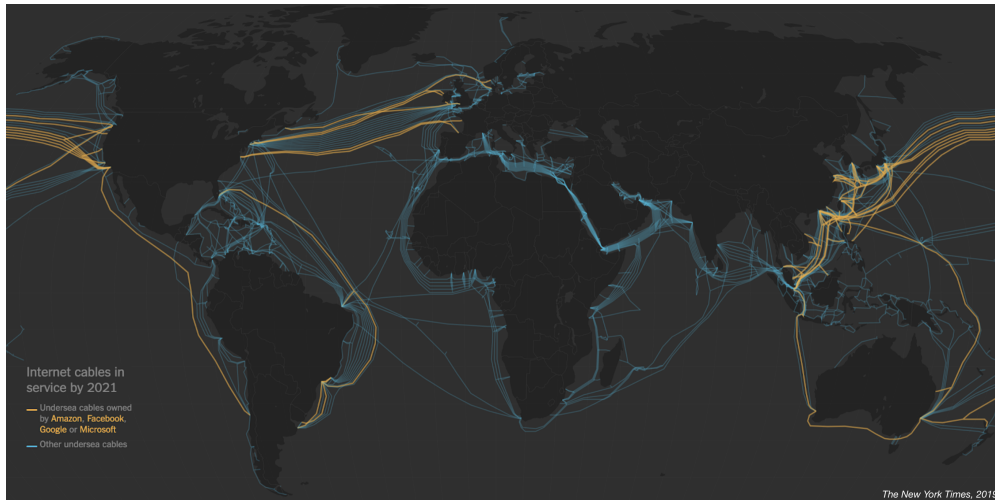 Internet cables in
service by 2021
Undersea cables owned
by Amazon, Facebook,
Google or Microsoft
Other undersea cables
The New York Times, 2019